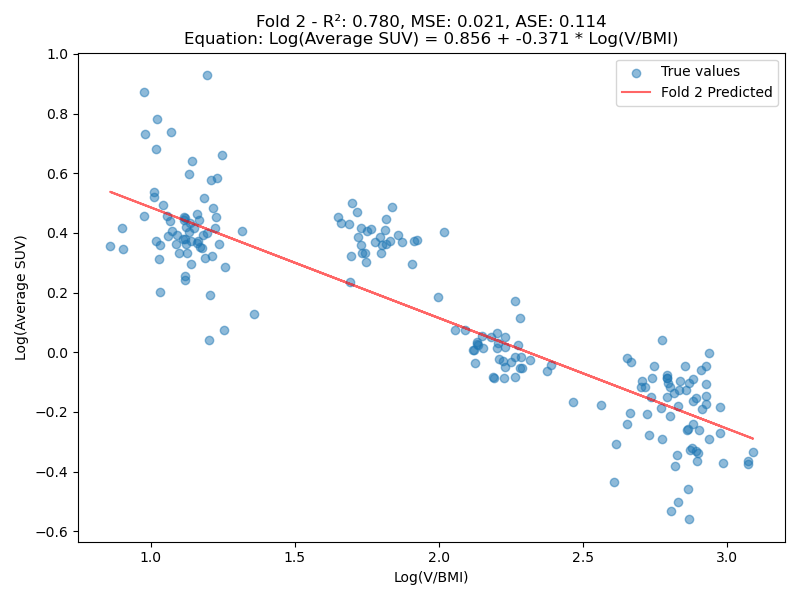 Fold 2 - R²: 0.780, MSE: 0.021, ASE: 0.114
Equation: Log(Average SUV) = 0.856 + -0.371 * Log(V/BMI)
True values
Fold 2 Predicted
Log(Average SUV)
1.0
0.8
0.6
0.4
0.2
0.0
−0.2
−0.4
−0.6
1.0
1.5
2.0
2.5
3.0
Log(V/BMI)